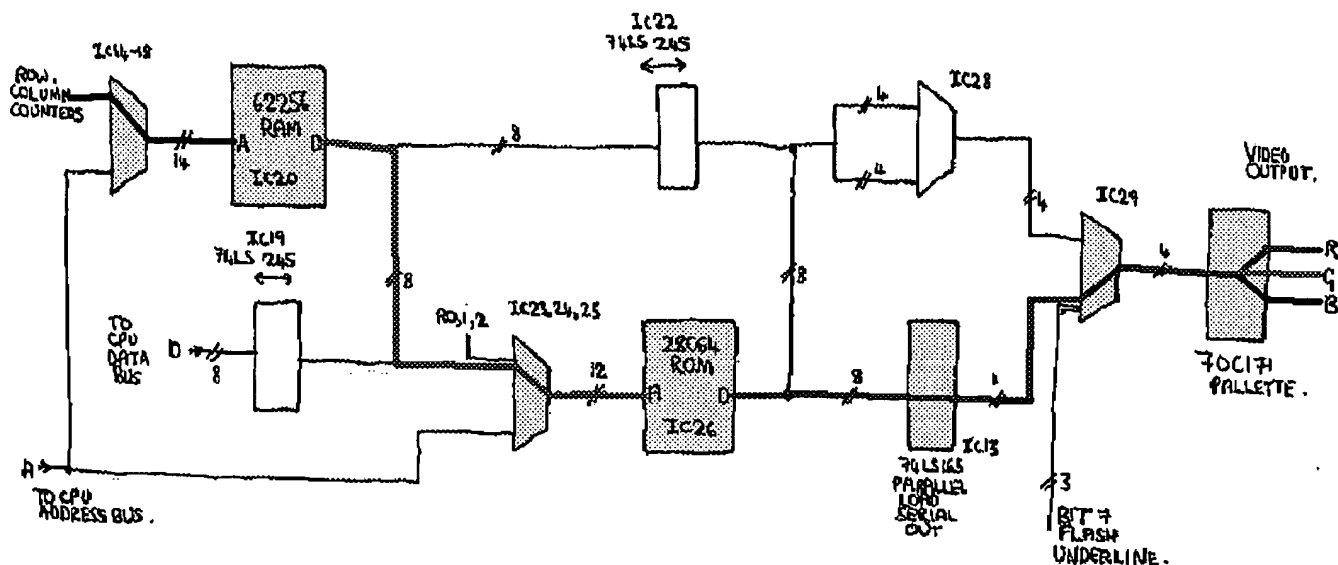 IC14-18
ROW,
COLUMN
COUNTERS
14
A
62256
RAM
D
IC20
IC22
74LS 245
8
4
4
IC28
4
IC29
VIDEO
OUTPUT.
4
R
G
B
70C171
PALLETTE.
IC19
74LS 245
TO
CPU
DATA
BUS
D
8
8
R0,1,2
IC23,24,25
12
A
28C64
ROM
D
IC26
8
8
1
IC13
74LS165
PARALLEL
LOAD
SERIAL
OUT
3
BIT 7
FLASH
UNDERLINE.
A
TO CPU
ADDRESS BUS.